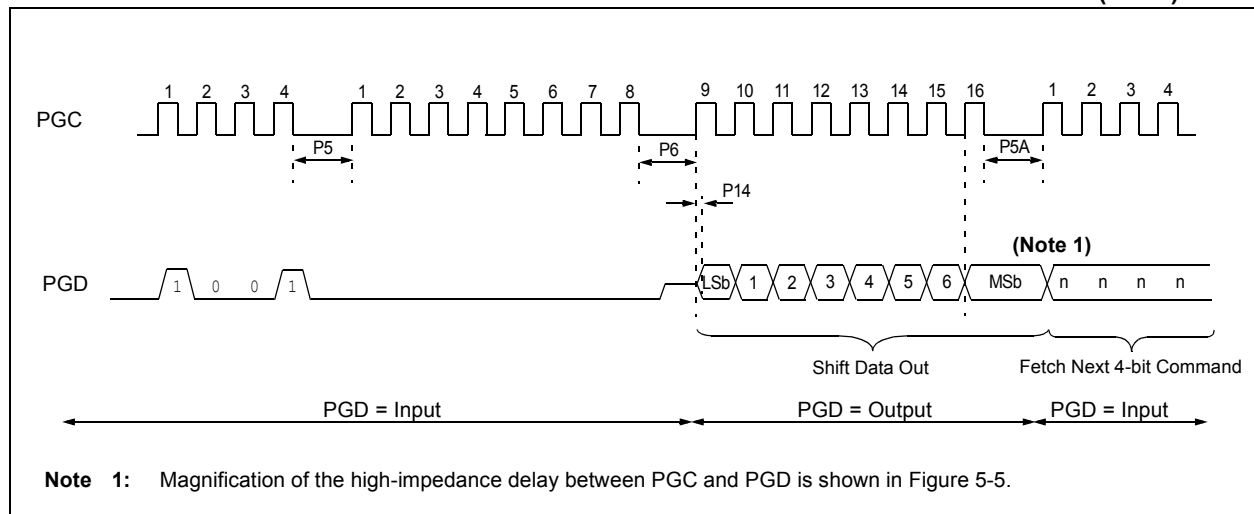 1 2 3 4 1 2 3 4 5 6 7 8 9 10 11 12 13 14 15 16 1 2 3 4
PGC
P5 P6 P5A
P14
(Note 1)
PGD 1 0 0 1 LSb 1 2 3 4 5 6 MSb n n n n
Shift Data Out Fetch Next 4-bit Command
PGD = Input PGD = Output PGD = Input
Note 1: Magnification of the high-impedance delay between PGC and PGD is shown in Figure 5-5.